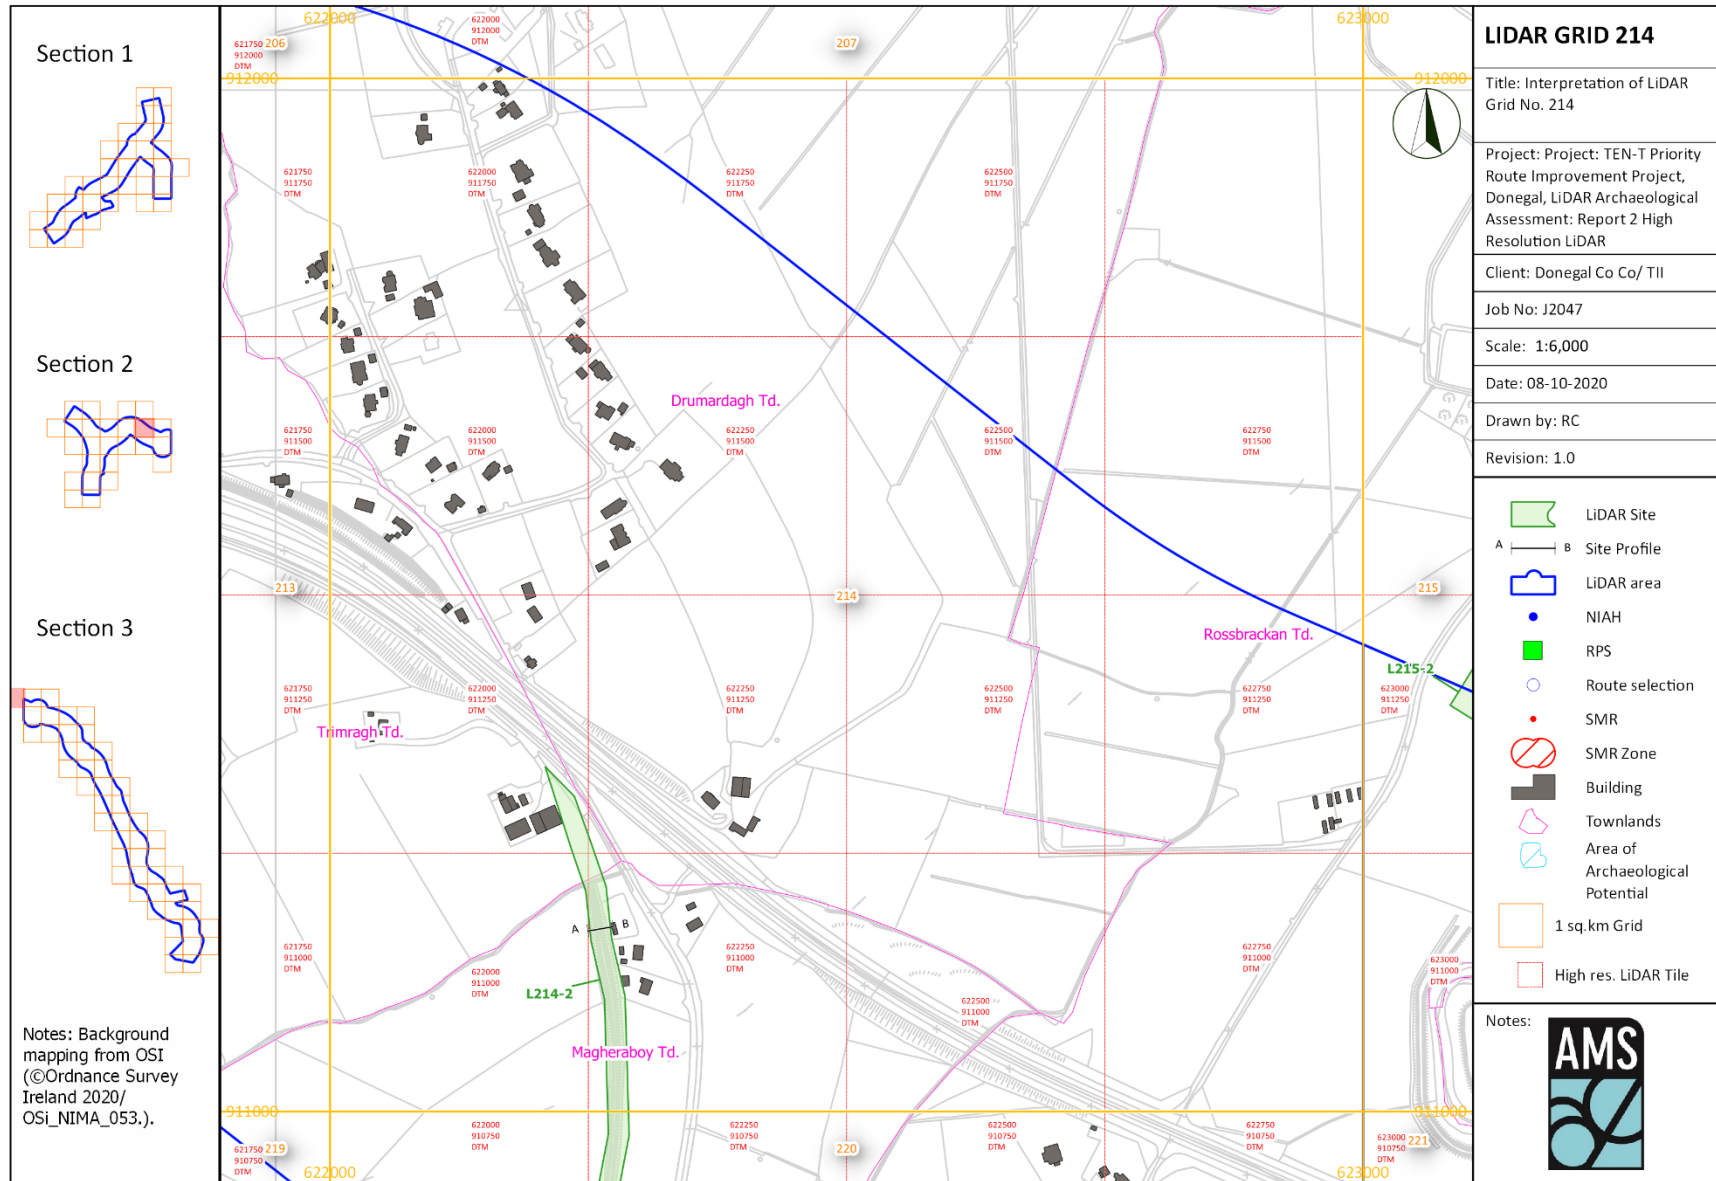 Section 1
Section 2
Section 3
Notes: Background
mapping from OSI
(©Ordnance Survey
Ireland 2020/
OSi_NIMA_053.).
622000
623000
621750
912000
DTM
206
622000
912000
DTM
207
912000
912000
621750
911750
DTM
622000
911750
DTM
622250
911750
DTM
622500
911750
DTM
Drumardagh Td.
621750
911500
DTM
622000
911500
DTM
622250
911500
DTM
622500
911500
DTM
622750
911500
DTM
213
214
215
Rossbrackan Td.
L215-2
621750
911250
DTM
622000
911250
DTM
622250
911250
DTM
622500
911250
DTM
622750
911250
DTM
623000
911250
DTM
Trimragh Td.
A
B
621750
911000
DTM
622000
911000
DTM
622250
911000
DTM
622500
911000
DTM
622750
911000
DTM
623000
911000
DTM
L214-2
Magheraboy Td.
911000
911000
621750
910750
DTM
219
622000
910750
DTM
622250
910750
DTM
220
622500
910750
DTM
622750
910750
DTM
623000
910750
DTM
221
622000
623000
LIDAR GRID 214
Title: Interpretation of LiDAR
Grid No. 214
Project: Project: TEN-T Priority
Route Improvement Project,
Donegal, LiDAR Archaeological
Assessment: Report 2 High
Resolution LiDAR
Client: Donegal Co Co/ TII
Job No: J2047
Scale: 1:6,000
Date: 08-10-2020
Drawn by: RC
Revision: 1.0
LiDAR Site
A B Site Profile
LiDAR area
NIAH
RPS
Route selection
SMR
SMR Zone
Building
Townlands
Area of
Archaeological
Potential
1 sq.km Grid
High res. LiDAR Tile
Notes:
AMS